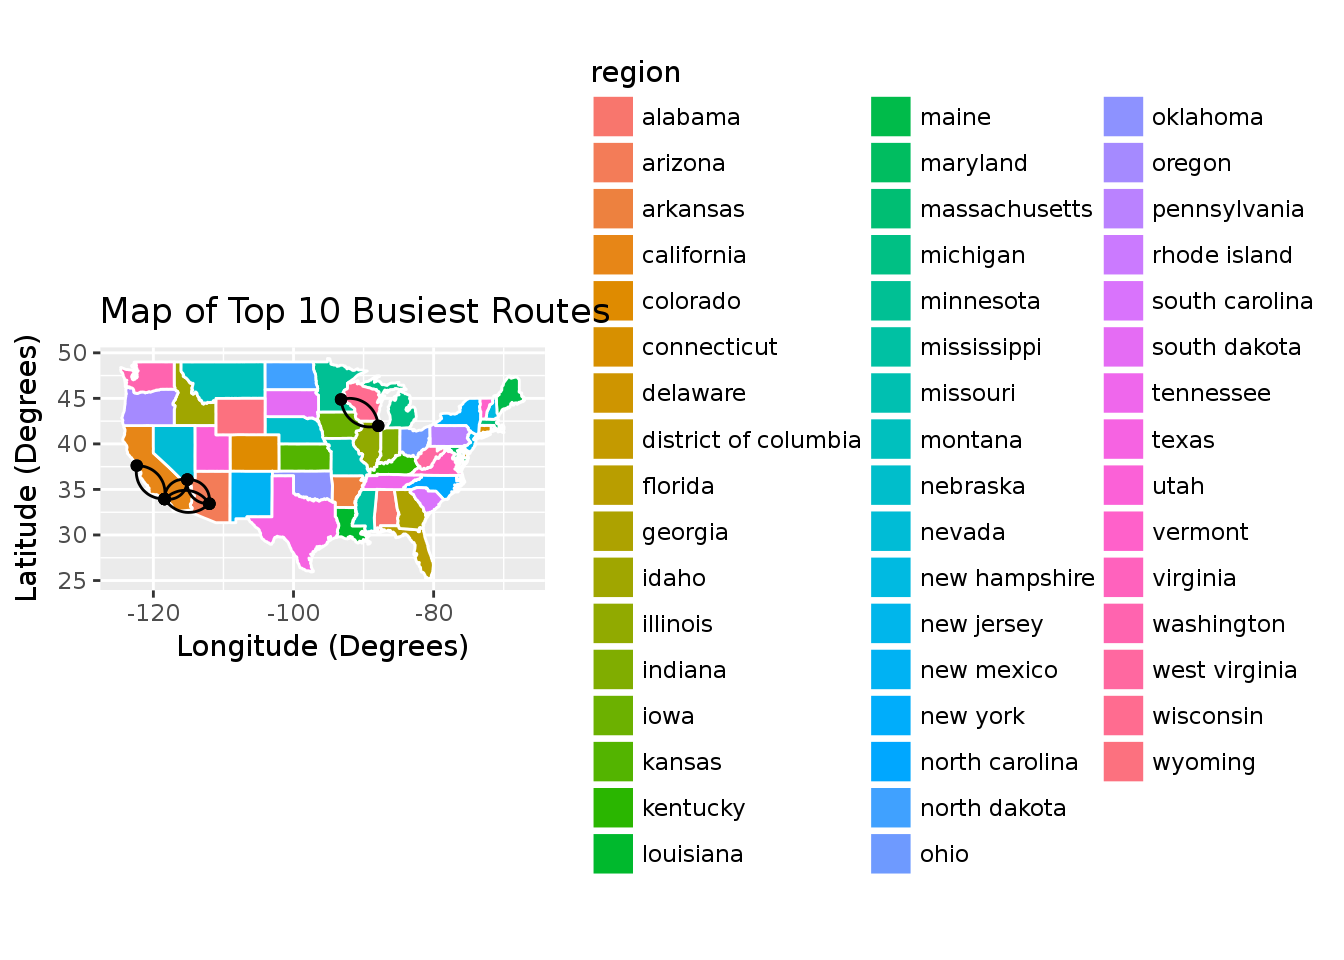 region
alabama
arizona
arkansas
california
colorado
connecticut
delaware
district of columbia
florida
georgia
idaho
illinois
indiana
iowa
kansas
kentucky
louisiana
maine
maryland
massachusetts
michigan
minnesota
mississippi
missouri
montana
nebraska
nevada
new hampshire
new jersey
new mexico
new york
north carolina
north dakota
ohio
oklahoma
oregon
pennsylvania
rhode island
south carolina
south dakota
tennessee
texas
utah
vermont
virginia
washington
west virginia
wisconsin
wyoming
Map of Top 10 Busiest Routes
Latitude (Degrees)
50
45
40
35
30
25
-120 -100 -80
Longitude (Degrees)